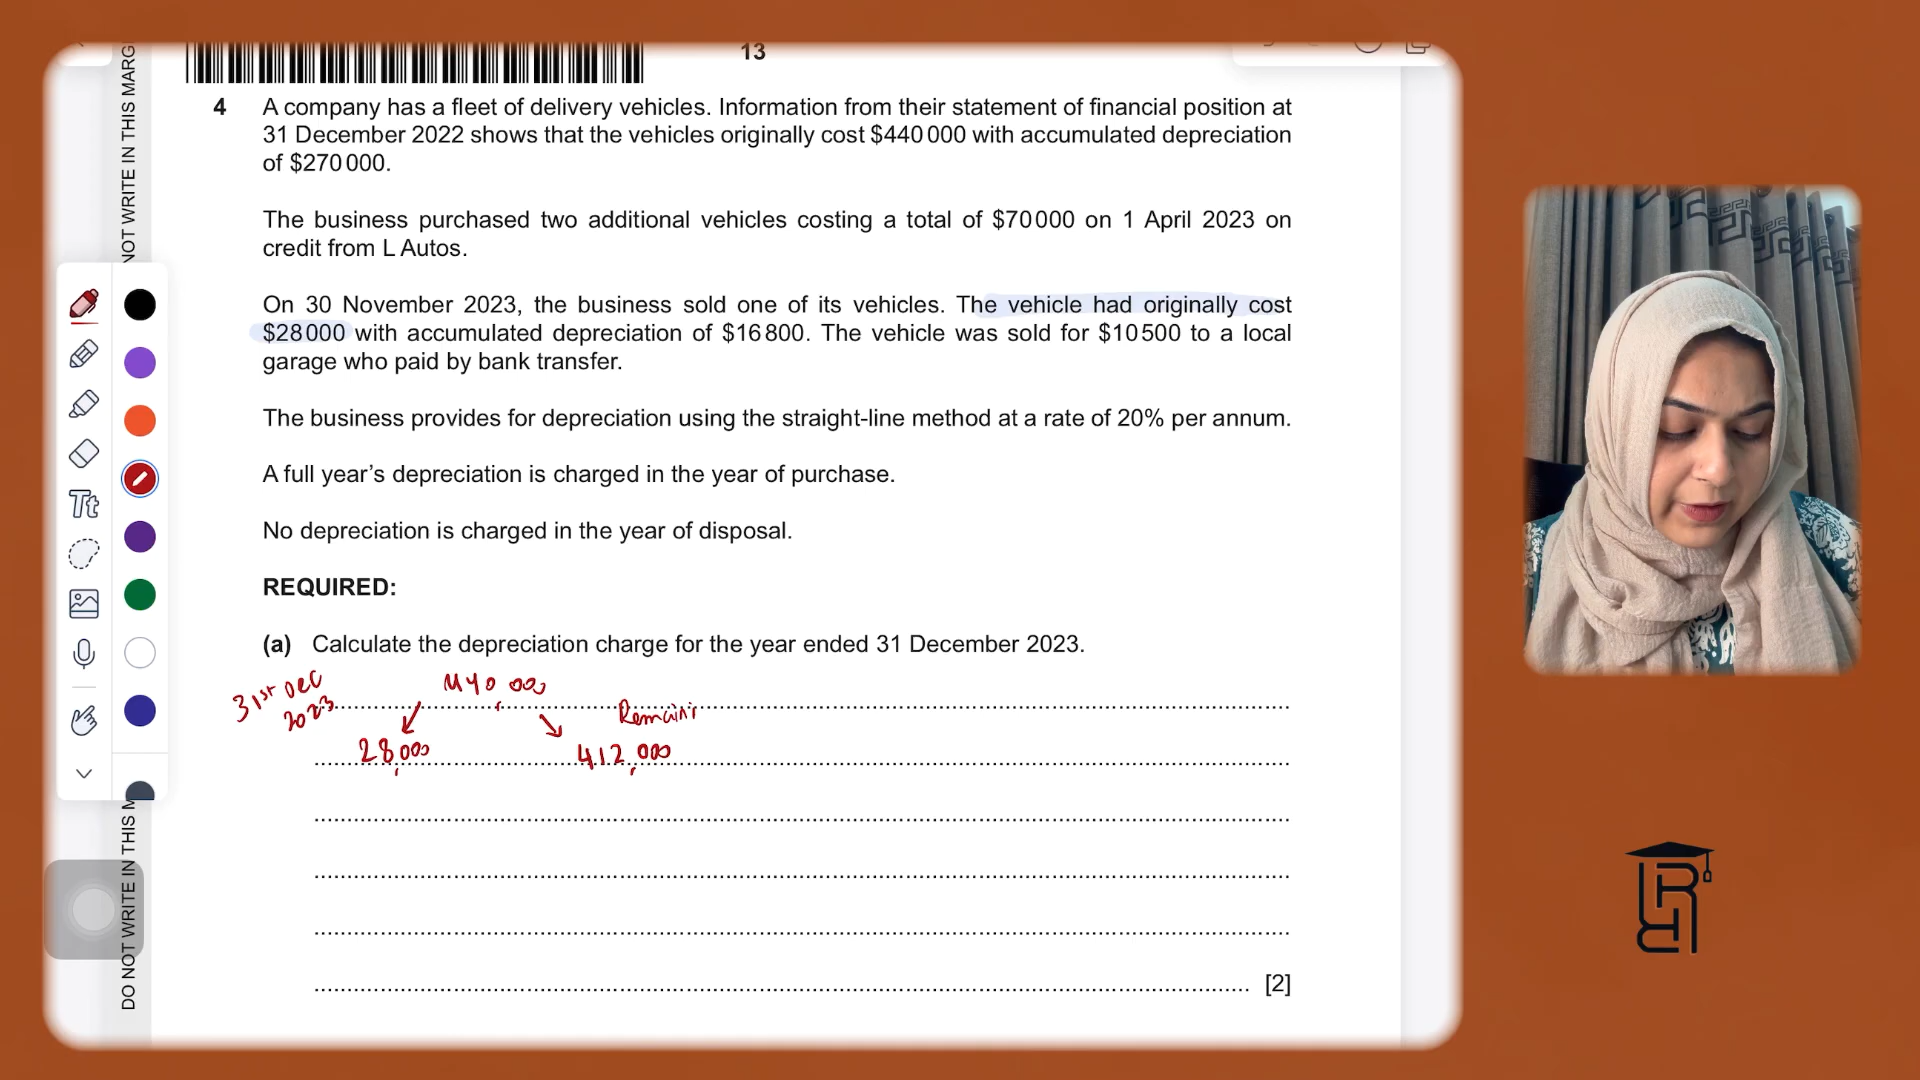 13
4 A company has a fleet of delivery vehicles. Information from their statement of financial position at
31 December 2022 shows that the vehicles originally cost $440 000 with accumulated depreciation
of $270 000.
The business purchased two additional vehicles costing a total of $70 000 on 1 April 2023 on
credit from L Autos.
On 30 November 2023, the business sold one of its vehicles. The vehicle had originally cost
$28 000 with accumulated depreciation of $16 800. The vehicle was sold for $10 500 to a local
garage who paid by bank transfer.
The business provides for depreciation using the straight-line method at a rate of 20% per annum.
A full year’s depreciation is charged in the year of purchase.
No depreciation is charged in the year of disposal.
REQUIRED:
(a) Calculate the depreciation charge for the year ended 31 December 2023.
31st Dec
2023
440,000
Remaini
28,000
412,000
[2]
NOT WRITE IN THIS MARG
DO NOT WRITE IN THIS M
Tt